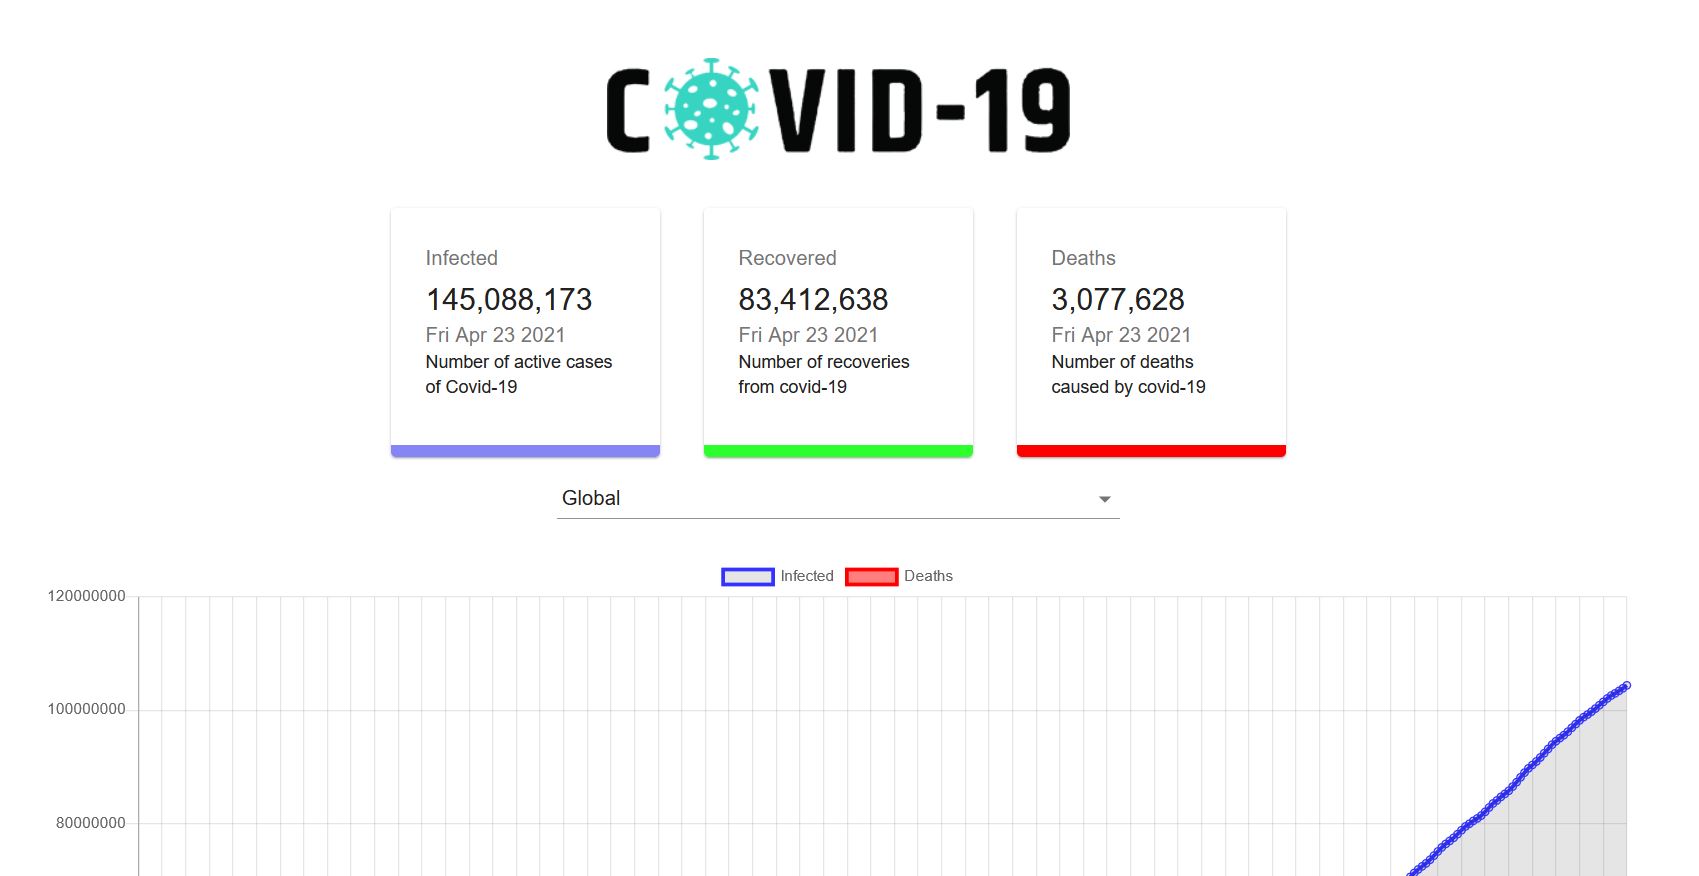 COVID-19
Infected
145,088,173
Fri Apr 23 2021
Number of active cases
of Covid-19
Recovered
83,412,638
Fri Apr 23 2021
Number of recoveries
from covid-19
Deaths
3,077,628
Fri Apr 23 2021
Number of deaths
caused by covid-19
Global
Infected Deaths
120000000
100000000
80000000